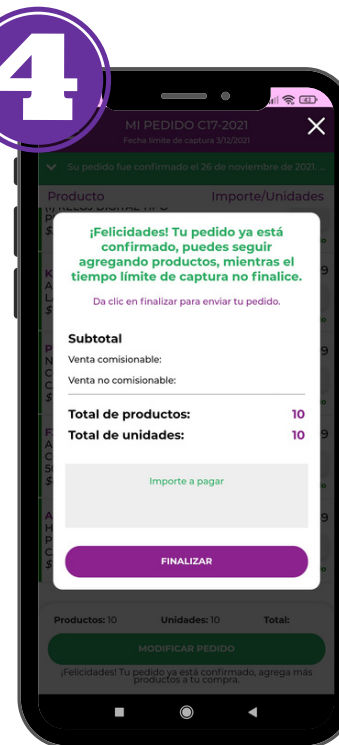 4
MI PEDIDO C17-2021
Fecha límite de captura 3/12/2021
Su pedido fue confirmado el 26 de noviembre de 2021. ...
Producto Importe/Unidades
¡Felicidades! Tu pedido ya está
confirmado, puedes seguir
agregando productos, mientras el
tiempo límite de captura no finalice.
Da clic en finalizar para enviar tu pedido.
Subtotal
Venta comisionable:
Venta no comisionable:
Total de productos: 10
Total de unidades: 10
Importe a pagar
FINALIZAR
Productos: 10 Unidades: 10 Total:
MODIFICAR PEDIDO
¡Felicidades! Tu pedido ya está confirmado, agrega más
productos a tu compra.